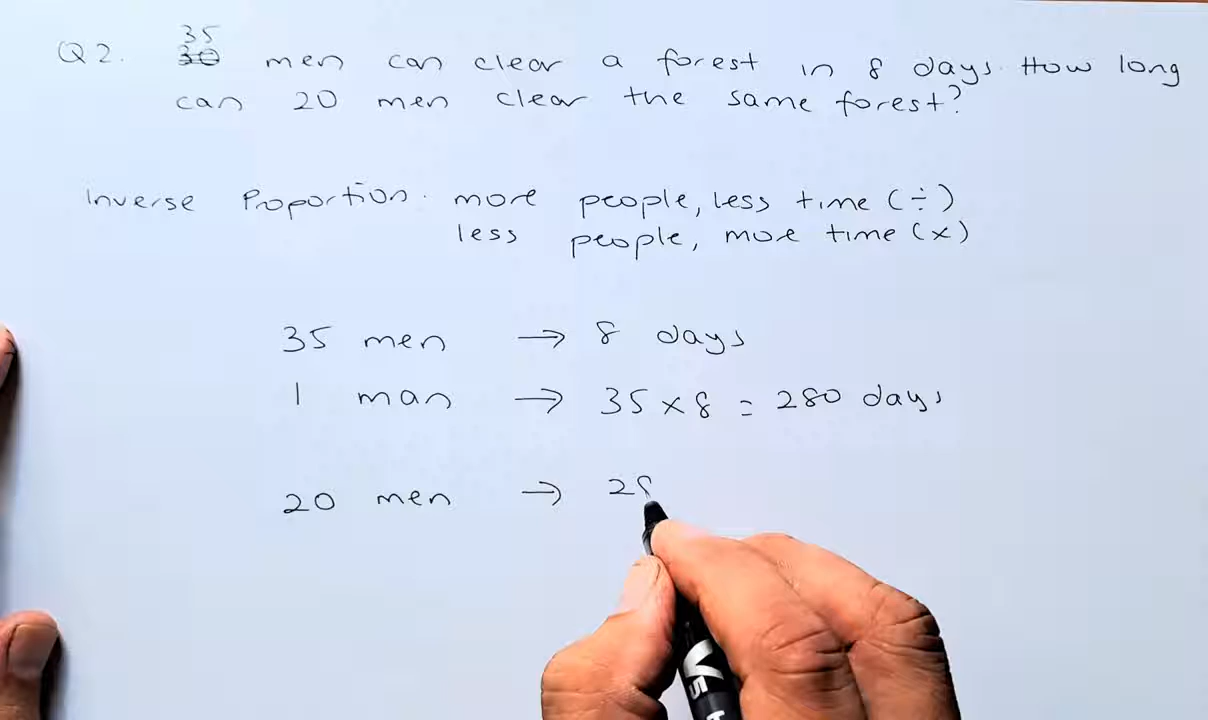 35
Q2. 30 men can clear a forest in 8 days. How long
can 20 men clear the same forest?
Inverse Proportion. more people, less time (÷)
less people, more time (×)
35 men → 8 days
1 man → 35 × 8 = 280 days
20 men → 28
V5